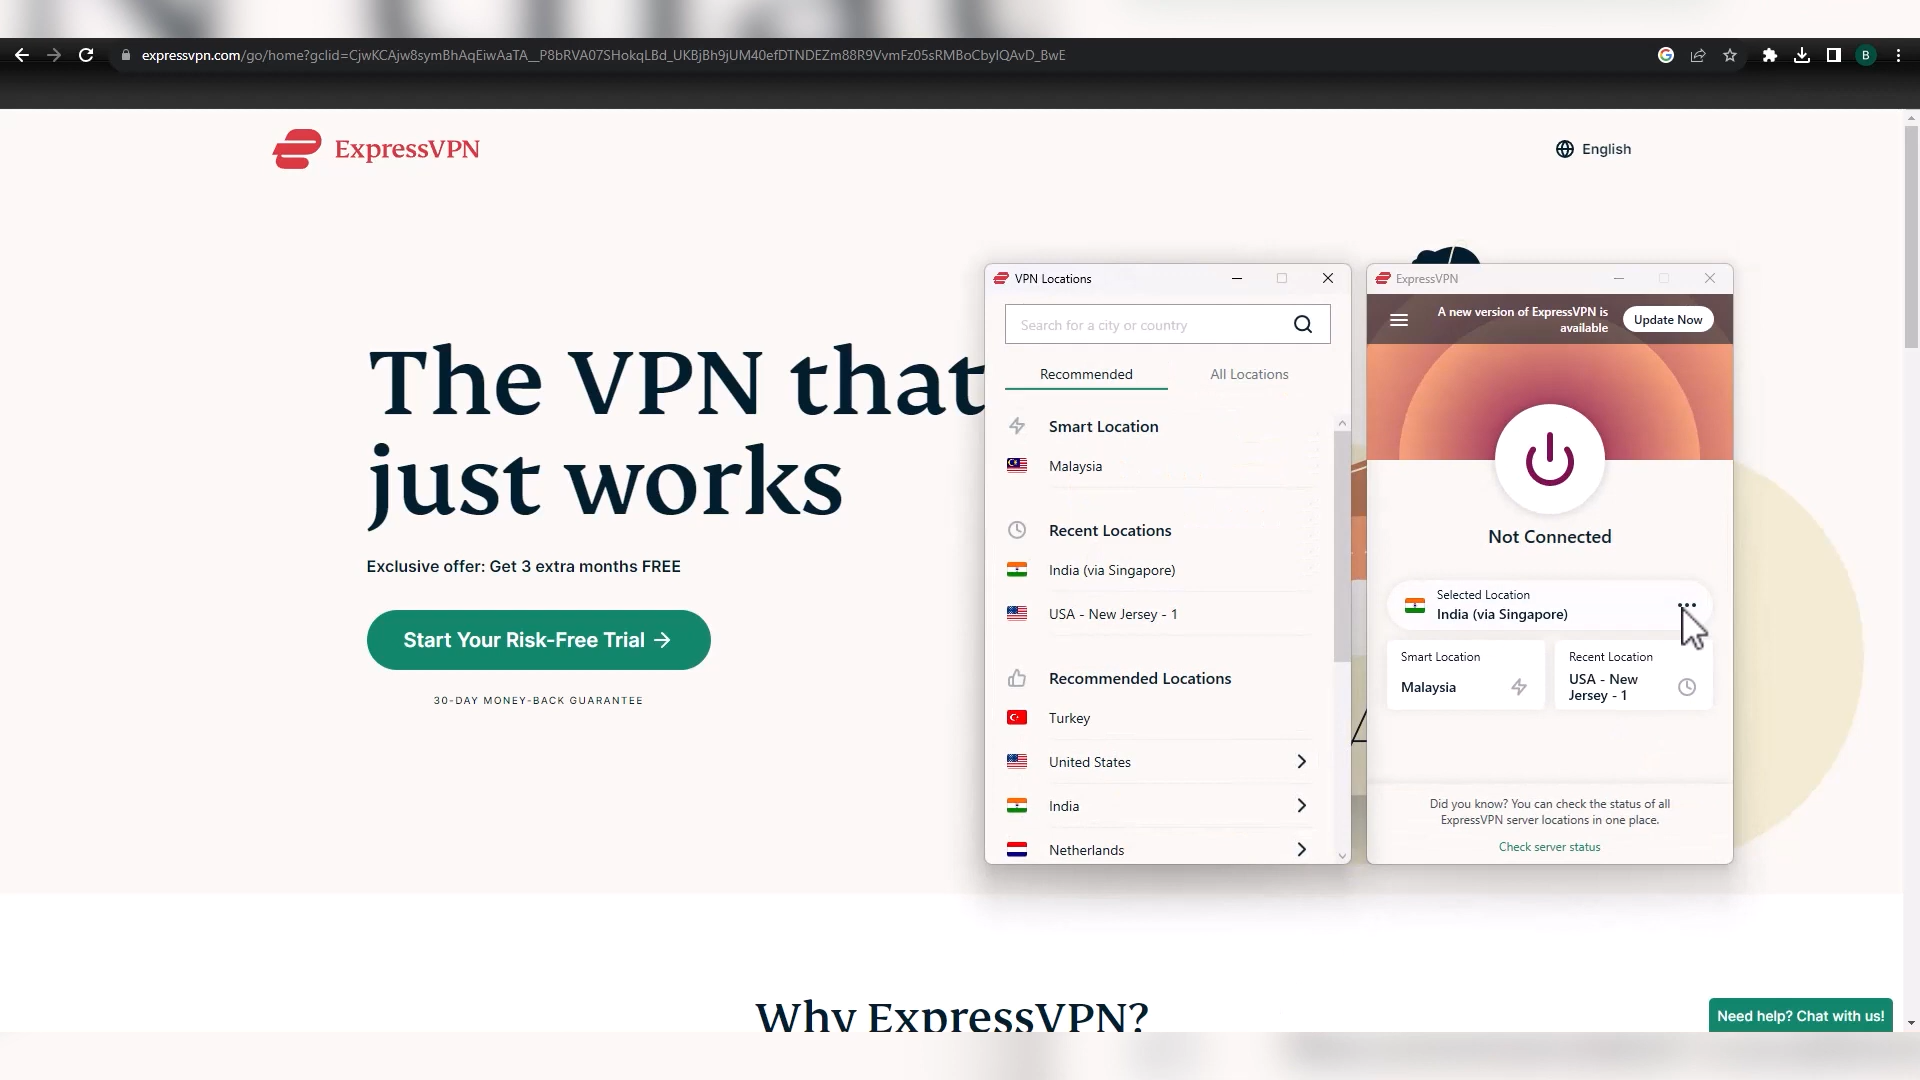 expressvpn.com/go/home?gclid=CjwKCAjw8symBhAqEiwAaTA__P8bRVA07SHokqLBd_UKBjBh9jUM40efDTNDEZm88R9VvmFz05sRMBoCbylQAvD_BwE
B
ExpressVPN
English
The VPN that
just works
Exclusive offer: Get 3 extra months FREE
Start Your Risk-Free Trial →
30-DAY MONEY-BACK GUARANTEE
VPN Locations
Search for a city or country
Recommended
All Locations
Smart Location
Malaysia
Recent Locations
India (via Singapore)
USA - New Jersey - 1
Recommended Locations
Turkey
United States
India
Netherlands
ExpressVPN
A new version of ExpressVPN is
available
Update Now
Not Connected
Selected Location
India (via Singapore)
Smart Location
Malaysia
Recent Location
USA - New
Jersey - 1
Did you know? You can check the status of all
ExpressVPN server locations in one place.
Check server status
Why ExpressVPN?
Need help? Chat with us!